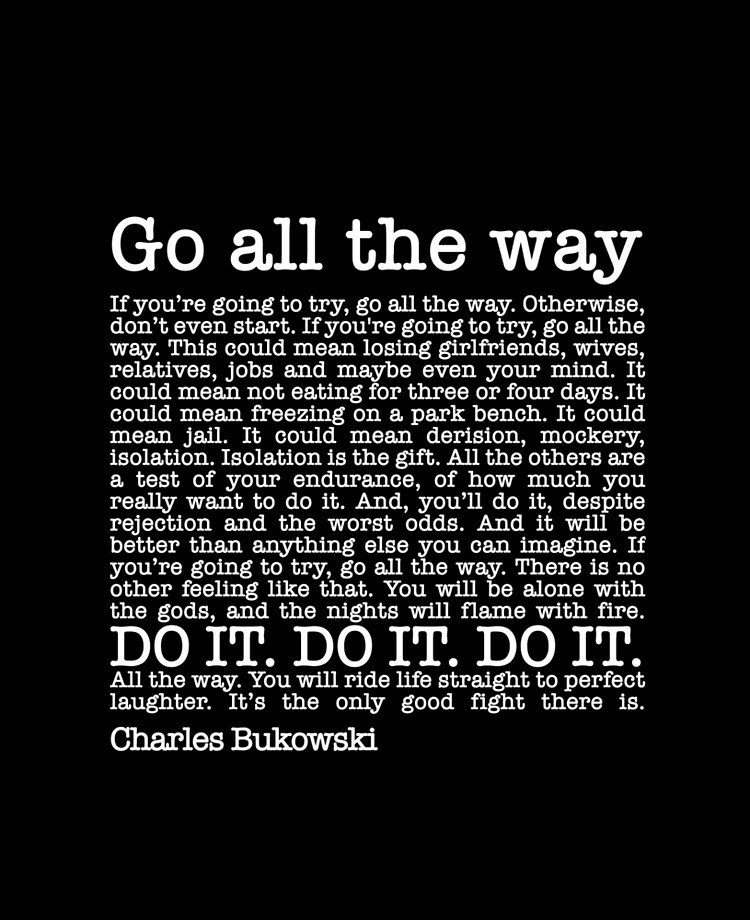 Go all the way
If you’re going to try, go all the way. Otherwise,
don’t even start. If you're going to try, go all the
way. This could mean losing girlfriends, wives,
relatives, jobs and maybe even your mind. It
could mean not eating for three or four days. It
could mean freezing on a park bench. It could
mean jail. It could mean derision, mockery,
isolation. Isolation is the gift. All the others are
a test of your endurance, of how much you
really want to do it. And, you’ll do it, despite
rejection and the worst odds. And it will be
better than anything else you can imagine. If
you’re going to try, go all the way. There is no
other feeling like that. You will be alone with
the gods, and the nights will flame with fire.
DO IT. DO IT. DO IT.
All the way. You will ride life straight to perfect
laughter. It’s the only good fight there is.
Charles Bukowski